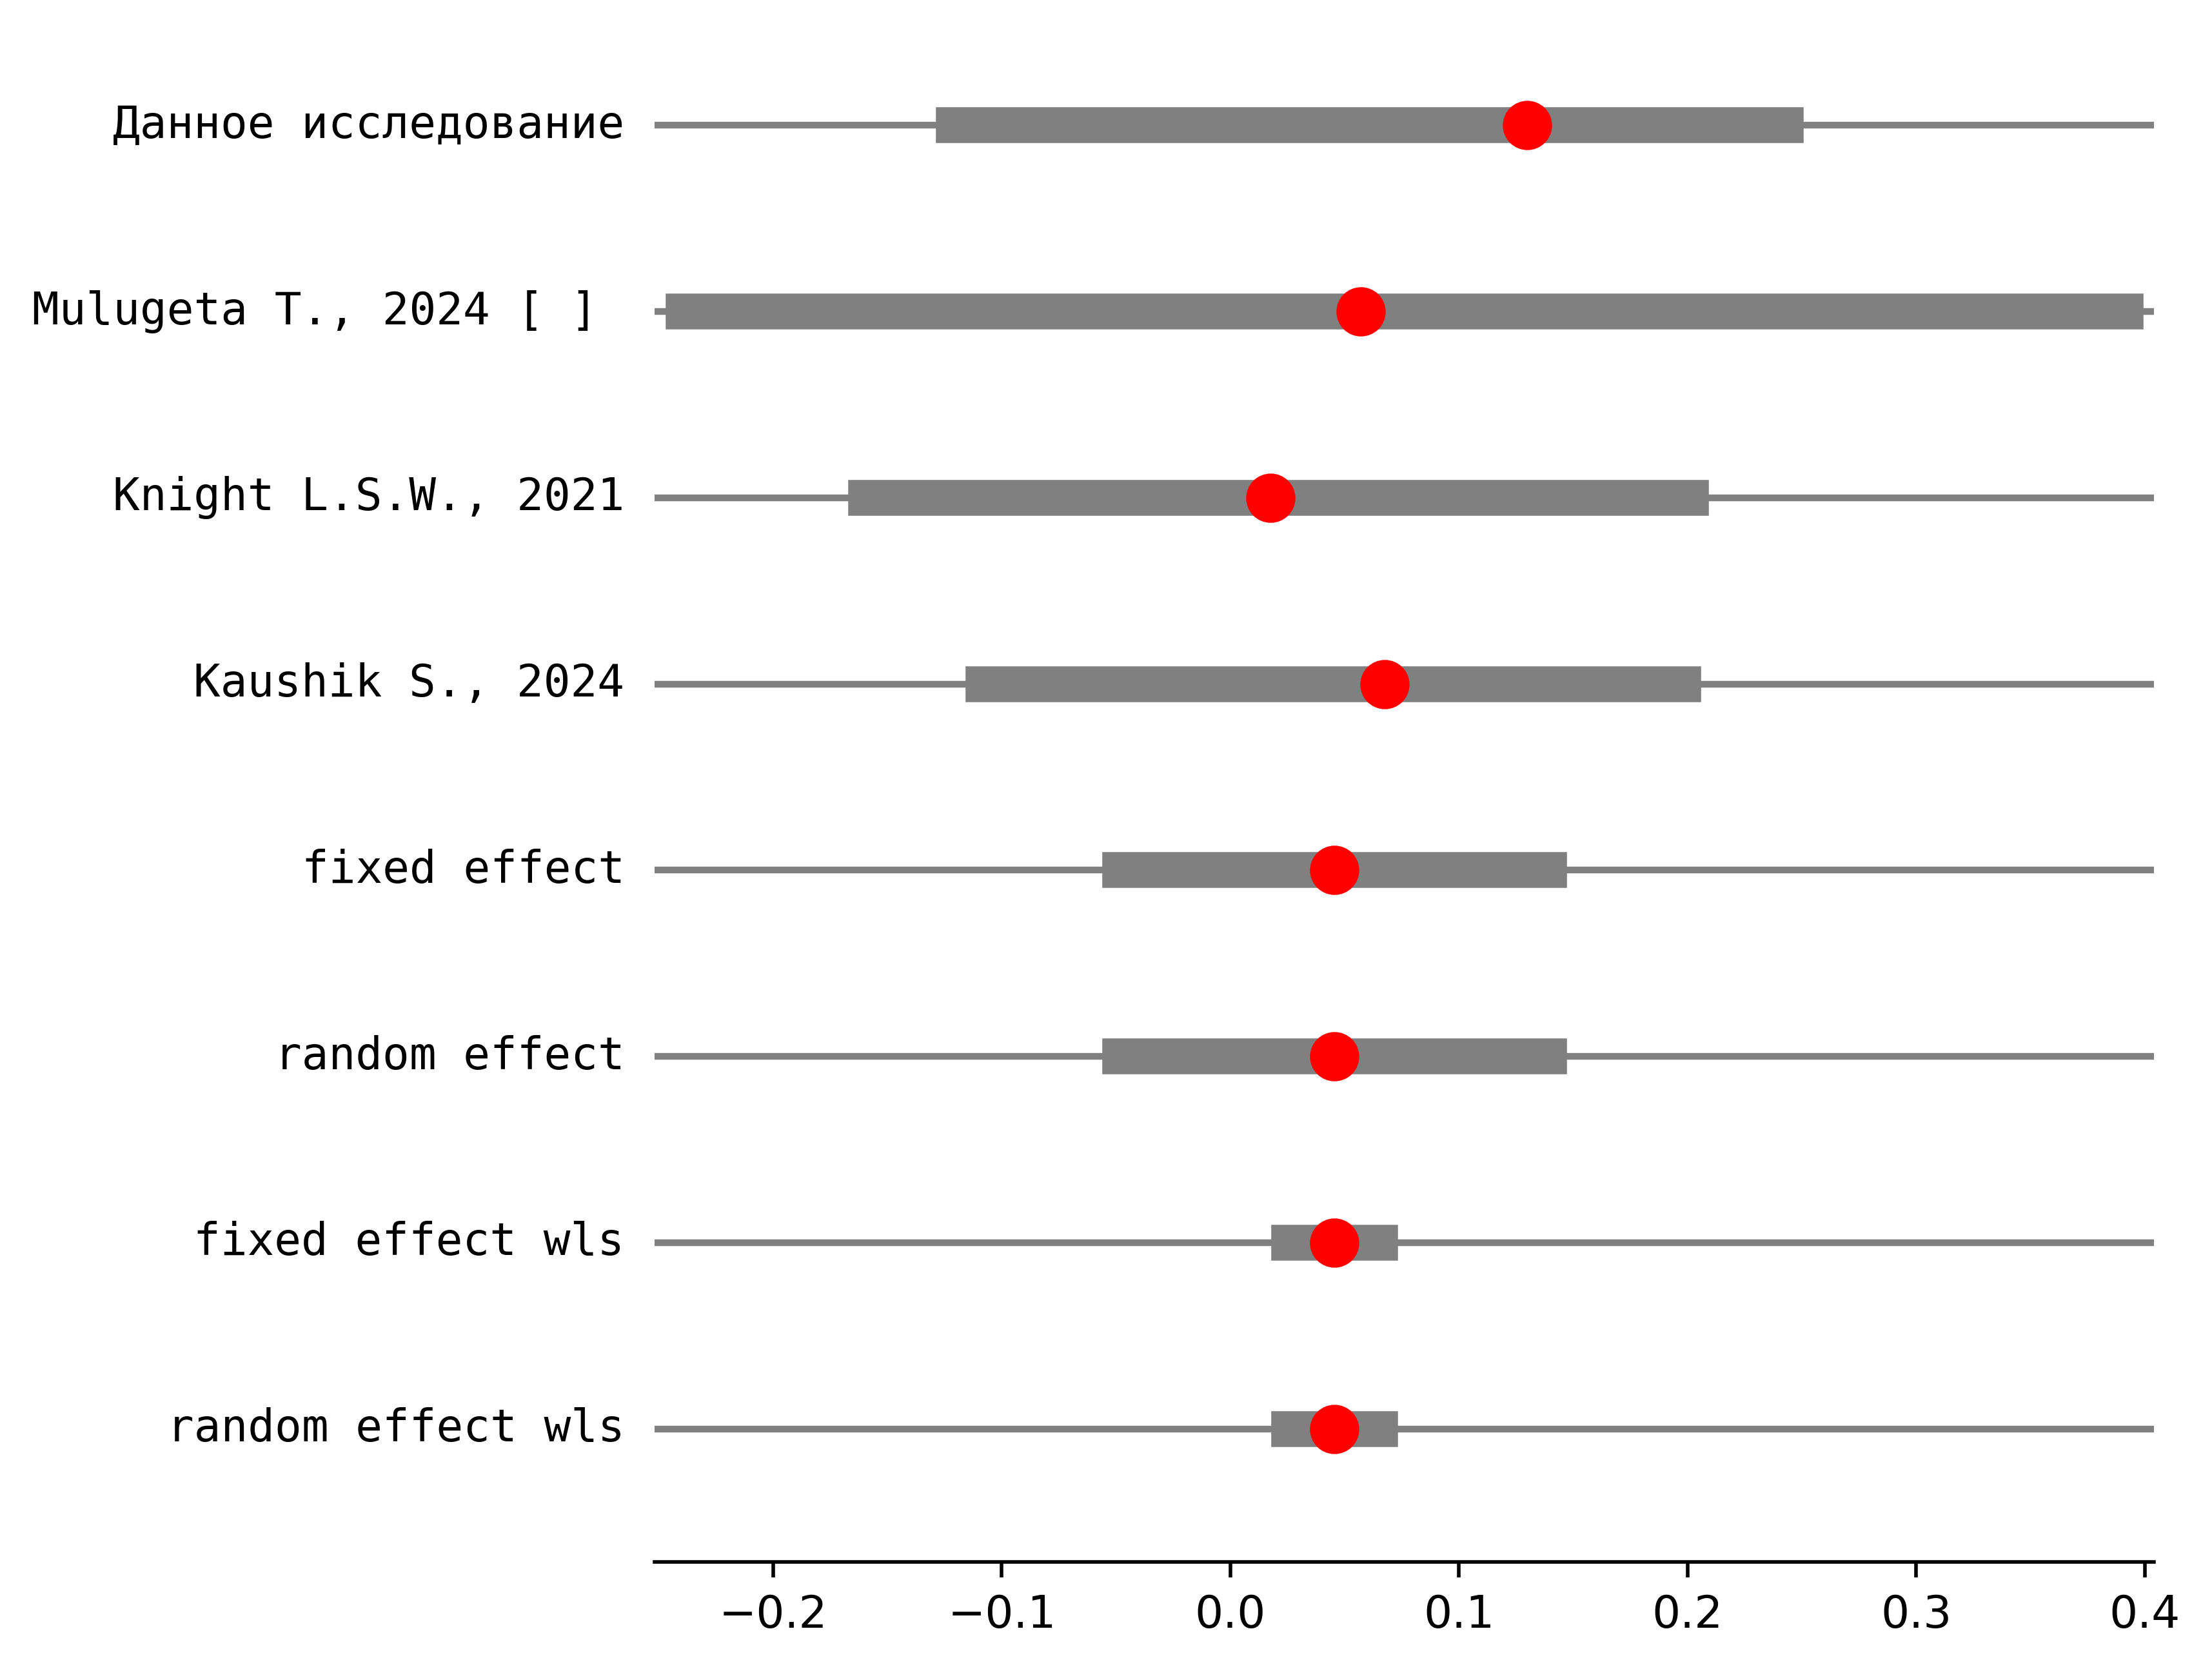 Данное исследование
Mulugeta T., 2024 [ ]
Knight L.S.W., 2021
Kaushik S., 2024
fixed effect
random effect
fixed effect wls
random effect wls
−0.2 −0.1 0.0 0.1 0.2 0.3 0.4